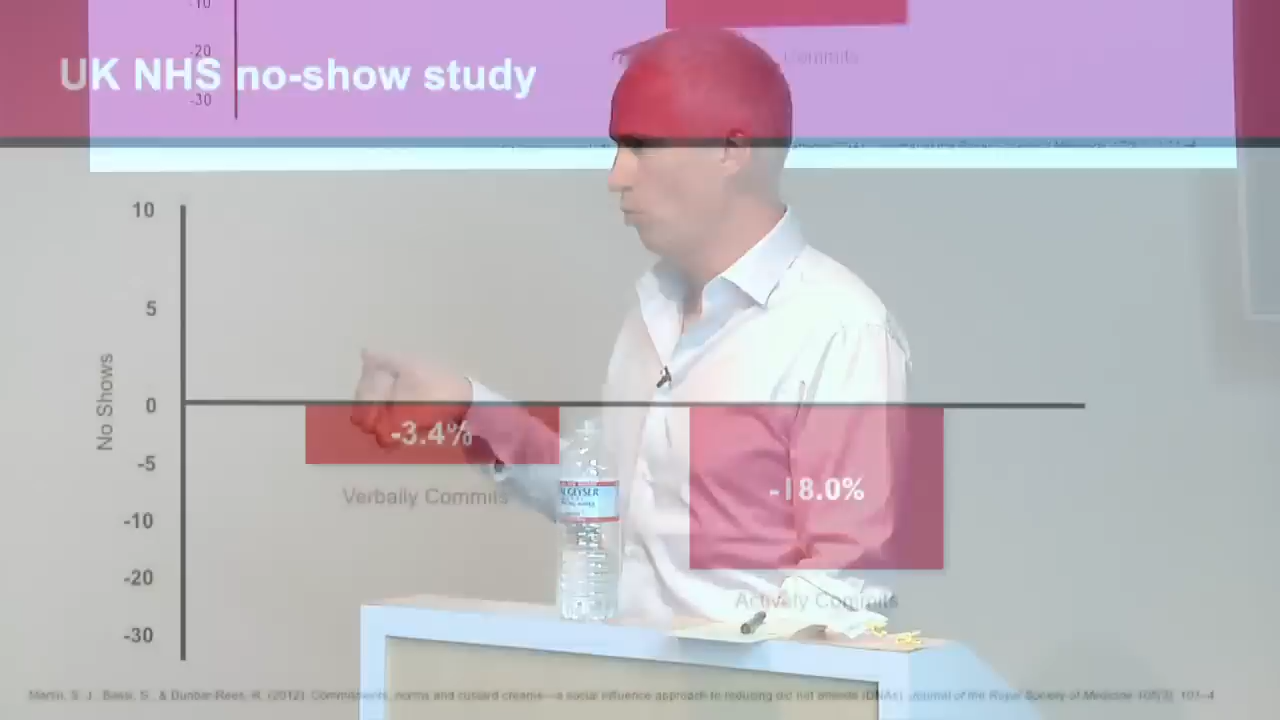 -10
-20
-30
Commits
UK NHS no-show study
10
5
0
-5
-10
-20
-30
No Shows
-3.4%
-18.0%
Verbally Commits
Actively Commits
GEYSER
Martin, S. J., Bassi, S., & Dunbar-Rees, R. (2012). Commitments, norms and custard creams—a social influence approach to reducing did not attends (DNAs). Journal of the Royal Society of Medicine 105(3), 101–4